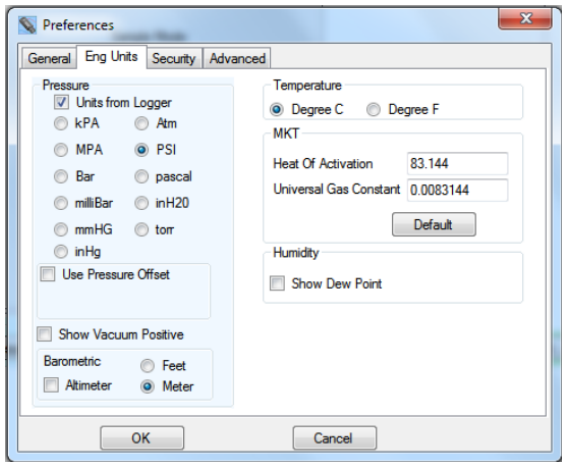 Preferences
General Eng Units Security Advanced
Pressure
Units from Logger
kPA Atm
MPA PSI
Bar pascal
milliBar inH20
mmHG torr
inHg
Use Pressure Offset
Show Vacuum Positive
Barometric
Feet
Altimeter Meter
Temperature
Degree C Degree F
MKT
Heat Of Activation 83.144
Universal Gas Constant 0.0083144
Default
Humidity
Show Dew Point
OK Cancel